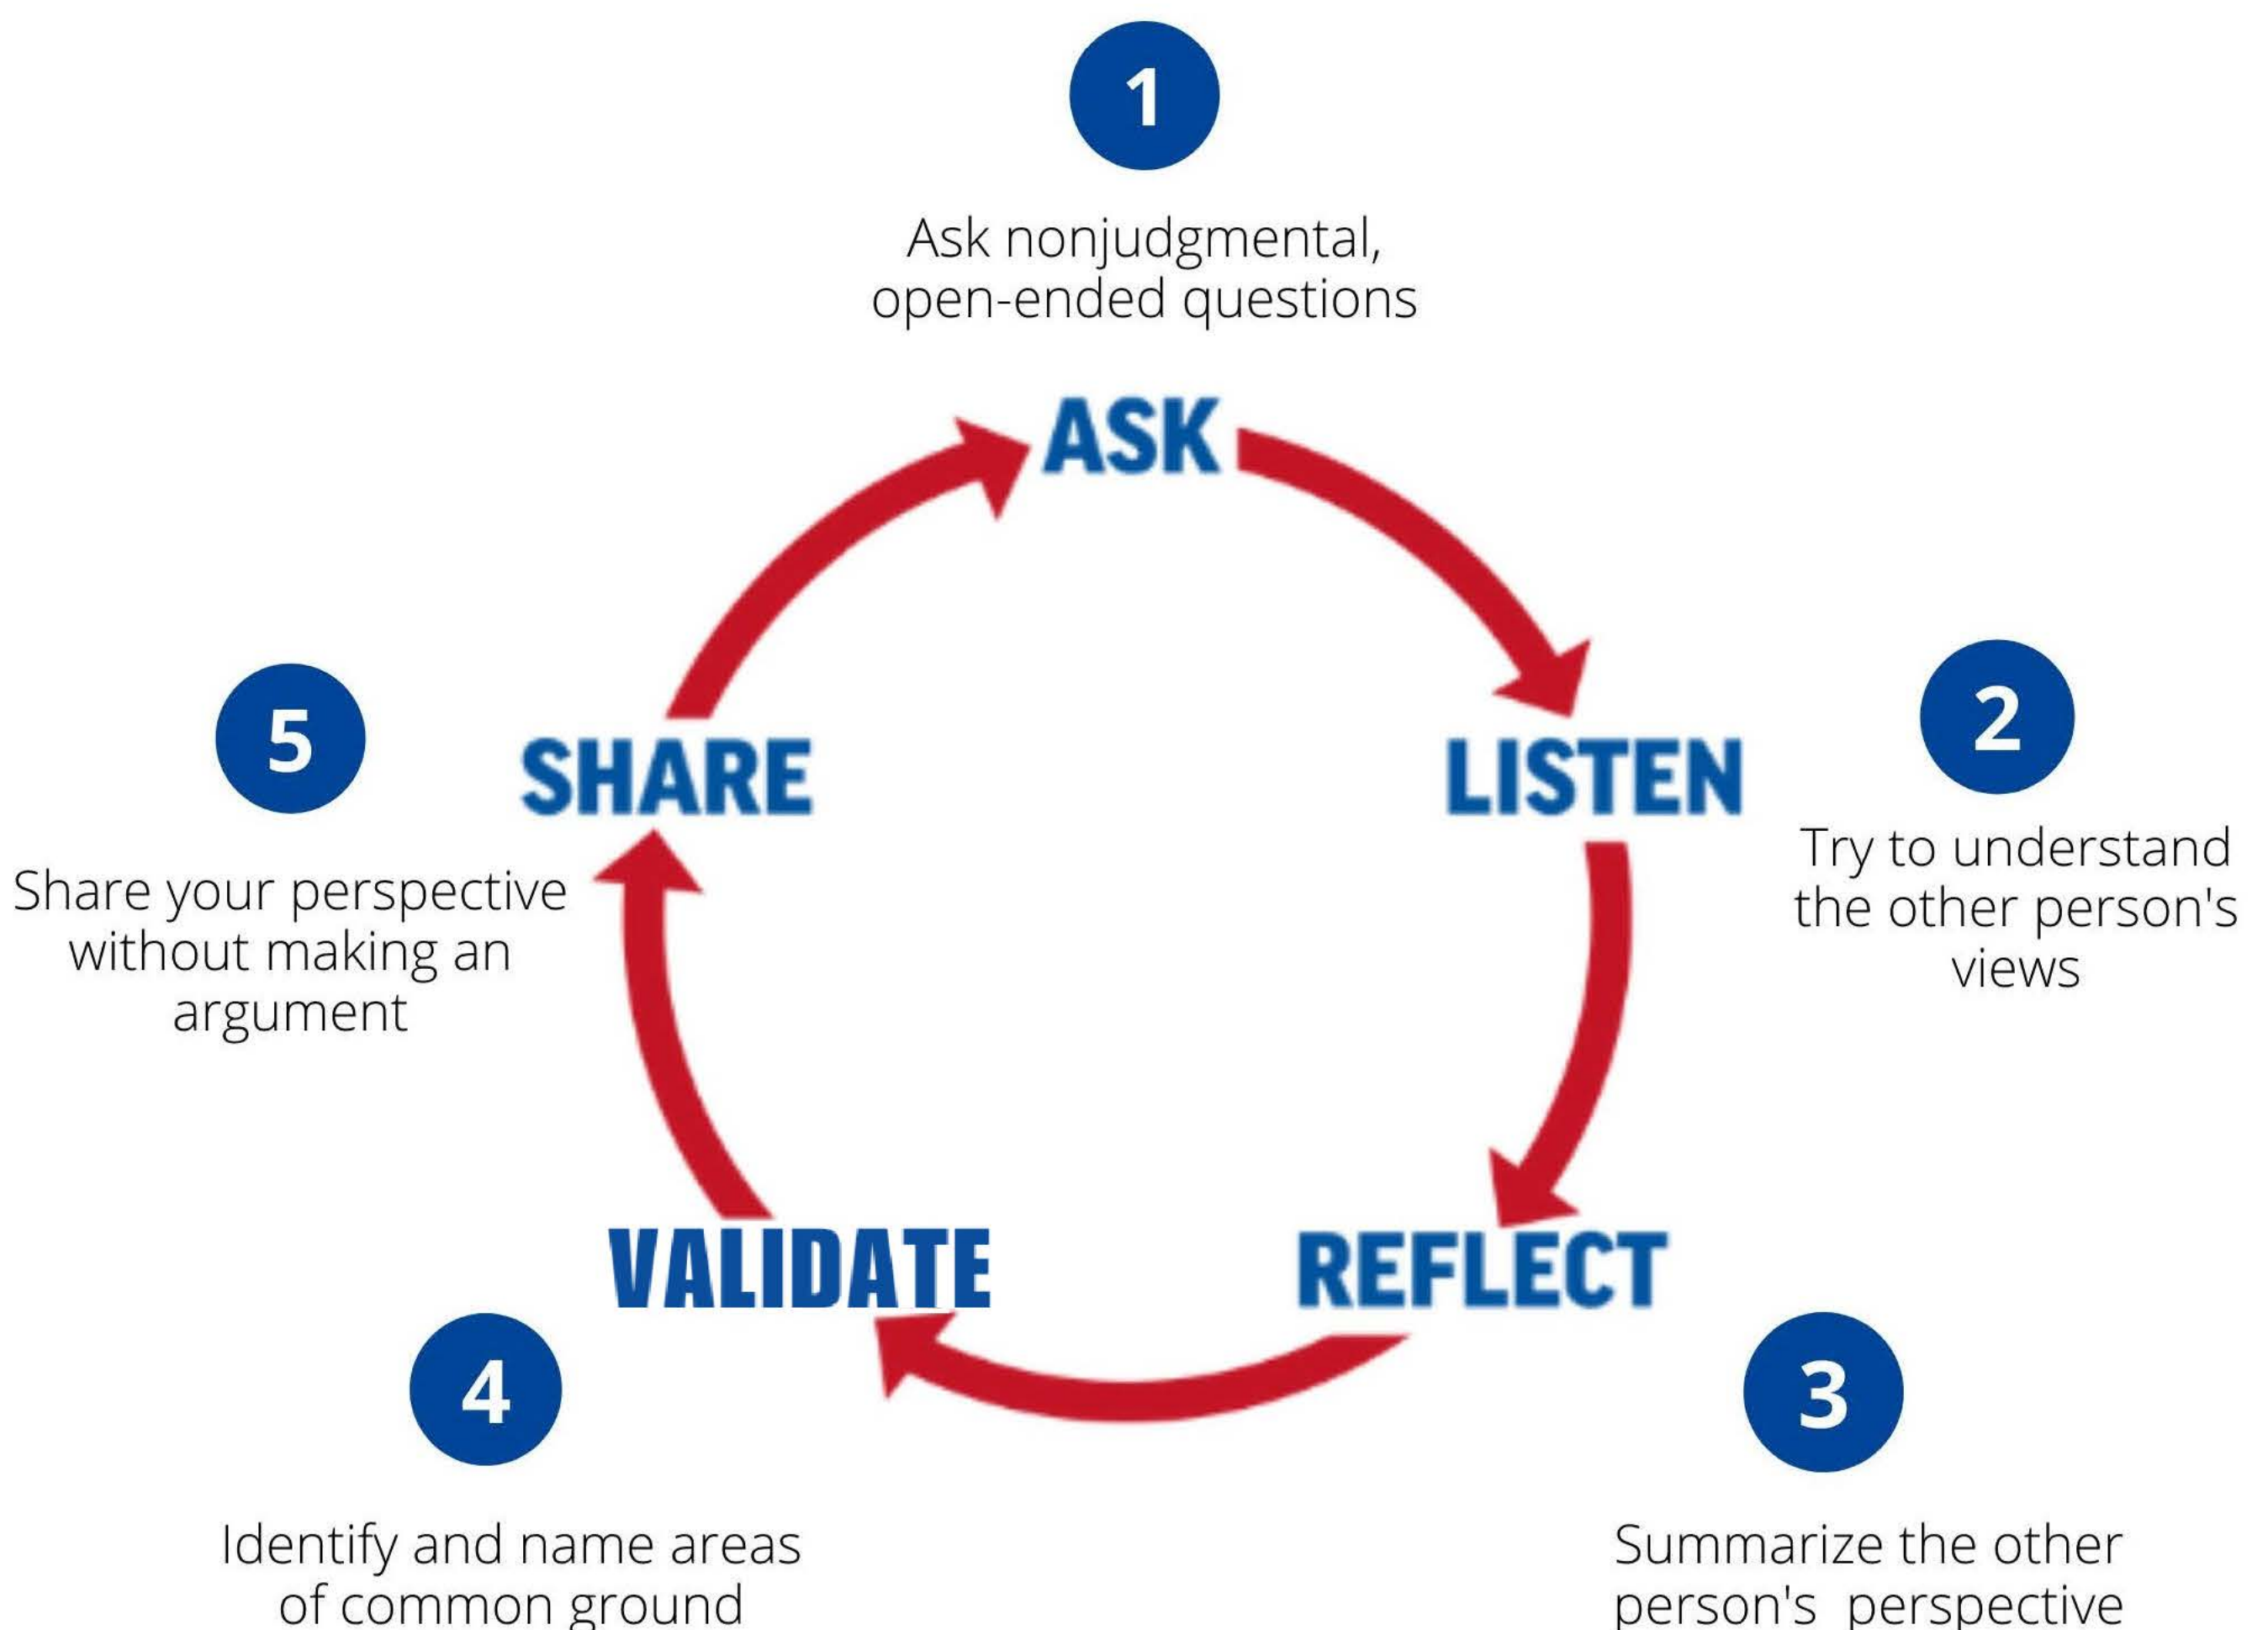 1
Ask nonjudgmental,
open-ended questions
ASK
5
SHARE
Share your perspective
without making an
argument
LISTEN
2
Try to understand
the other person's
views
VALIDATE
4
Identify and name areas
of common ground
REFLECT
3
Summarize the other
person's perspective